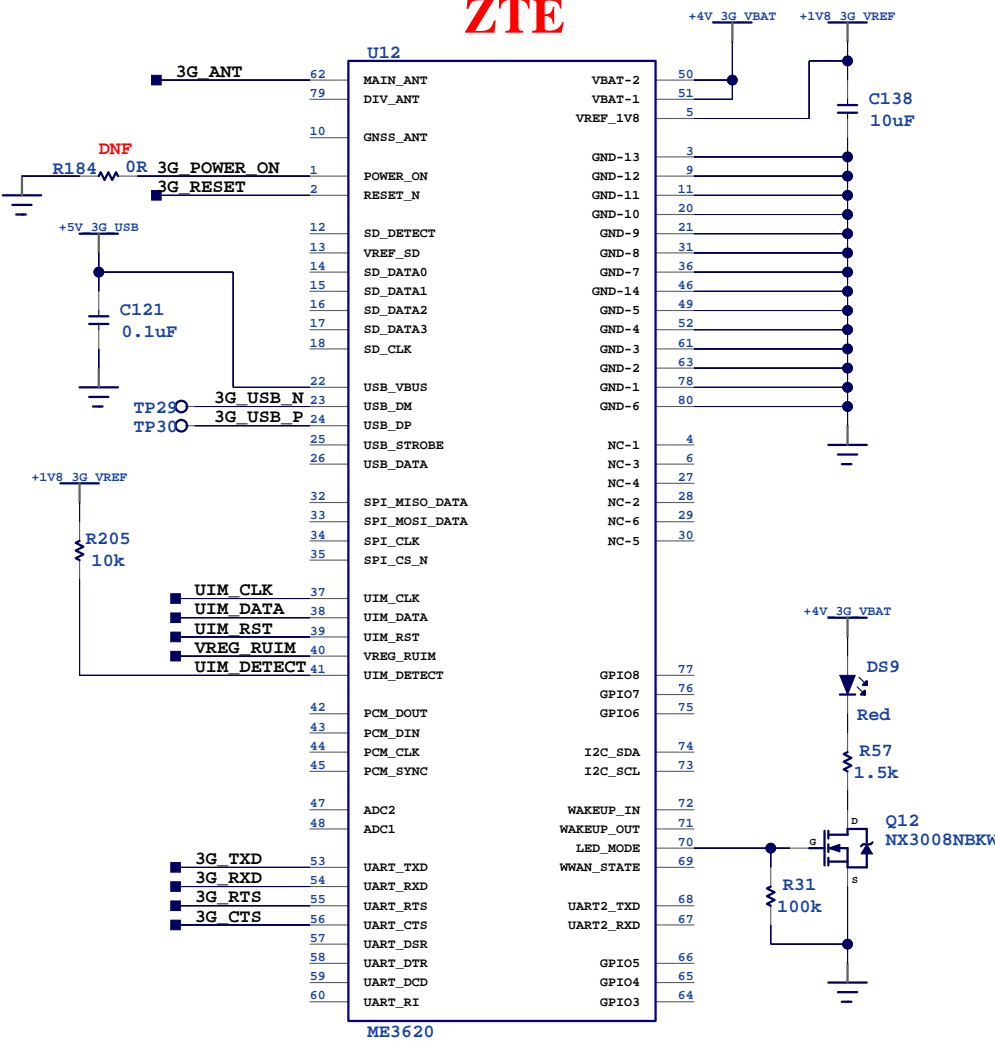 ZTE
+4V_3G_VBAT
+1V8_3G_VREF
U12
3G_ANT
62 MAIN_ANT
79 DIV_ANT
10 GNSS_ANT
DNF
R184 0R 3G_POWER_ON
1 POWER_ON
3G_RESET
2 RESET_N
+5V_3G_USB
12 SD_DETECT
13 VREF_SD
14 SD_DATA0
15 SD_DATA1
16 SD_DATA2
17 SD_DATA3
18 SD_CLK
C121
0.1uF
22 USB_VBUS
TP29 3G_USB_N 23 USB_DM
TP30 3G_USB_P 24 USB_DP
25 USB_STROBE
26 USB_DATA
+1V8_3G_VREF
R205
10k
32 SPI_MISO_DATA
33 SPI_MOSI_DATA
34 SPI_CLK
35 SPI_CS_N
UIM_CLK 37 UIM_CLK
UIM_DATA 38 UIM_DATA
UIM_RST 39 UIM_RST
VREG_RUIM 40 VREG_RUIM
UIM_DETECT 41 UIM_DETECT
42 PCM_DOUT
43 PCM_DIN
44 PCM_CLK
45 PCM_SYNC
47 ADC2
48 ADC1
3G_TXD 53 UART_TXD
3G_RXD 54 UART_RXD
3G_RTS 55 UART_RTS
3G_CTS 56 UART_CTS
57 UART_DSR
58 UART_DTR
59 UART_DCD
60 UART_RI
VBAT-2 50
VBAT-1 51
VREF_1V8 5
C138
10uF
GND-13 3
GND-12 9
GND-11 11
GND-10 20
GND-9 21
GND-8 31
GND-7 36
GND-14 46
GND-5 49
GND-4 52
GND-3 61
GND-2 63
GND-1 78
GND-6 80
NC-1 4
NC-3 6
NC-4 27
NC-2 28
NC-6 29
NC-5 30
GPIO8 77
GPIO7 76
GPIO6 75
I2C_SDA 74
I2C_SCL 73
WAKEUP_IN 72
WAKEUP_OUT 71
LED_MODE 70
WWAN_STATE 69
UART2_TXD 68
UART2_RXD 67
GPIO5 66
GPIO4 65
GPIO3 64
+4V_3G_VBAT
DS9
Red
R57
1.5k
D
G
S
Q12
NX3008NBKW
R31
100k
ME3620